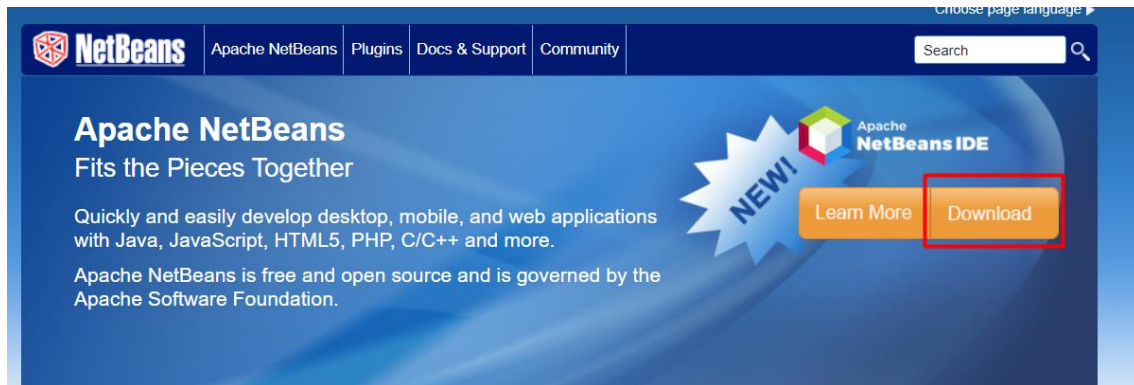 Choose page language
NetBeans
Apache NetBeans
Plugins
Docs & Support
Community
Search
Apache NetBeans
Fits the Pieces Together
Quickly and easily develop desktop, mobile, and web applications
with Java, JavaScript, HTML5, PHP, C/C++ and more.
Apache NetBeans is free and open source and is governed by the
Apache Software Foundation.
NEW!
Apache
NetBeans IDE
Learn More
Download